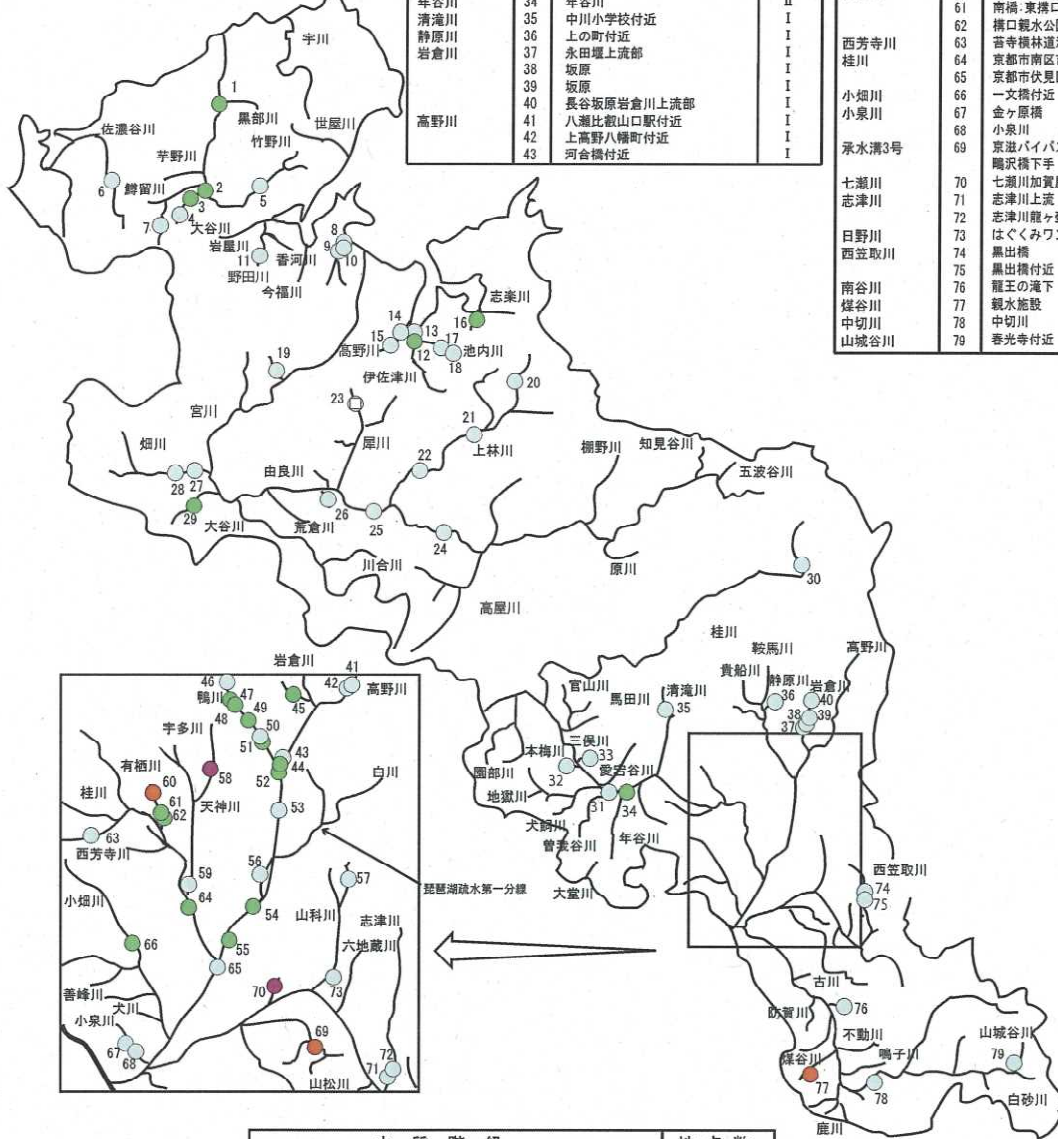 年谷川 34 年谷川 Ⅱ
清滝川 35 中川小学校付近 Ⅰ
静原川 36 上の町付近 Ⅰ
岩倉川 37 永田堰上流部 Ⅰ
38 坂原 Ⅰ
39 坂原 Ⅰ
40 長谷坂原岩倉川上流部 Ⅰ
高野川 41 八瀬比叡山口駅付近 Ⅰ
42 上高野八幡町付近 Ⅰ
43 河合橋付近 Ⅰ
61 南橋:東溝口
62 溝口親水公園
西芳寺川 63 苔寺横林道
桂川 64 京都市南区
65 京都市伏見区
小畑川 66 一文橋付近
小泉川 67 金ヶ原橋
68 小泉川
承水溝3号 69 京滋バイパス
鴫沢橋下手
七瀬川 70 七瀬川加賀
志津川 71 志津川上流
72 志津川龍ヶ
日野川 73 はぐくみワ
西笠取川 74 黒出橋
75 黒出橋付近
南谷川 76 龍王の滝下
煤谷川 77 親水施設
中切川 78 中切川
山城谷川 79 春光寺付近
宇川
1
黒部川
佐濃谷川
竹野川
世屋川
芋野川
6
鱒留川
2
3
4
5
7
大谷川
岩屋川
11
野田川
香河川
今福川
8
9
10
志楽川
14
13
16
15
17
高野川
12
18
池内川
伊佐津川
19
20
23
宮川
犀川
21
上林川
畑川
由良川
22
棚野川
知見谷川
五波谷川
28
27
29
大谷川
26
荒倉川
25
24
川合川
原川
30
高屋川
桂川
鞍馬川
高野川
貴船川
静原川
岩倉川
36
40
38
39
37
官山川
馬田川
清滝川
35
本梅川
三俣川
33
園部川
32
愛宕谷川
地獄川
31
34
犬飼川
曽我谷川
年谷川
大堂川
西笠取川
74
75
岩倉川
41
46
42
高野川
鴨川
47
45
48
49
宇多川
50
51
43
有栖川
58
44
60
52
白川
桂川
61
天神川
62
53
63
西芳寺川
56
57
59
琵琶湖疏水第一分線
小畑川
64
山科川
志津川
54
六地蔵川
66
55
65
善峰川
70
73
犬川
小泉川
69
67
68
72
71
山松川
古川
防賀川
76
不動川
山城谷川
煤谷川
鳴子川
79
77
78
白砂川
鹿川
水質階級 地点数